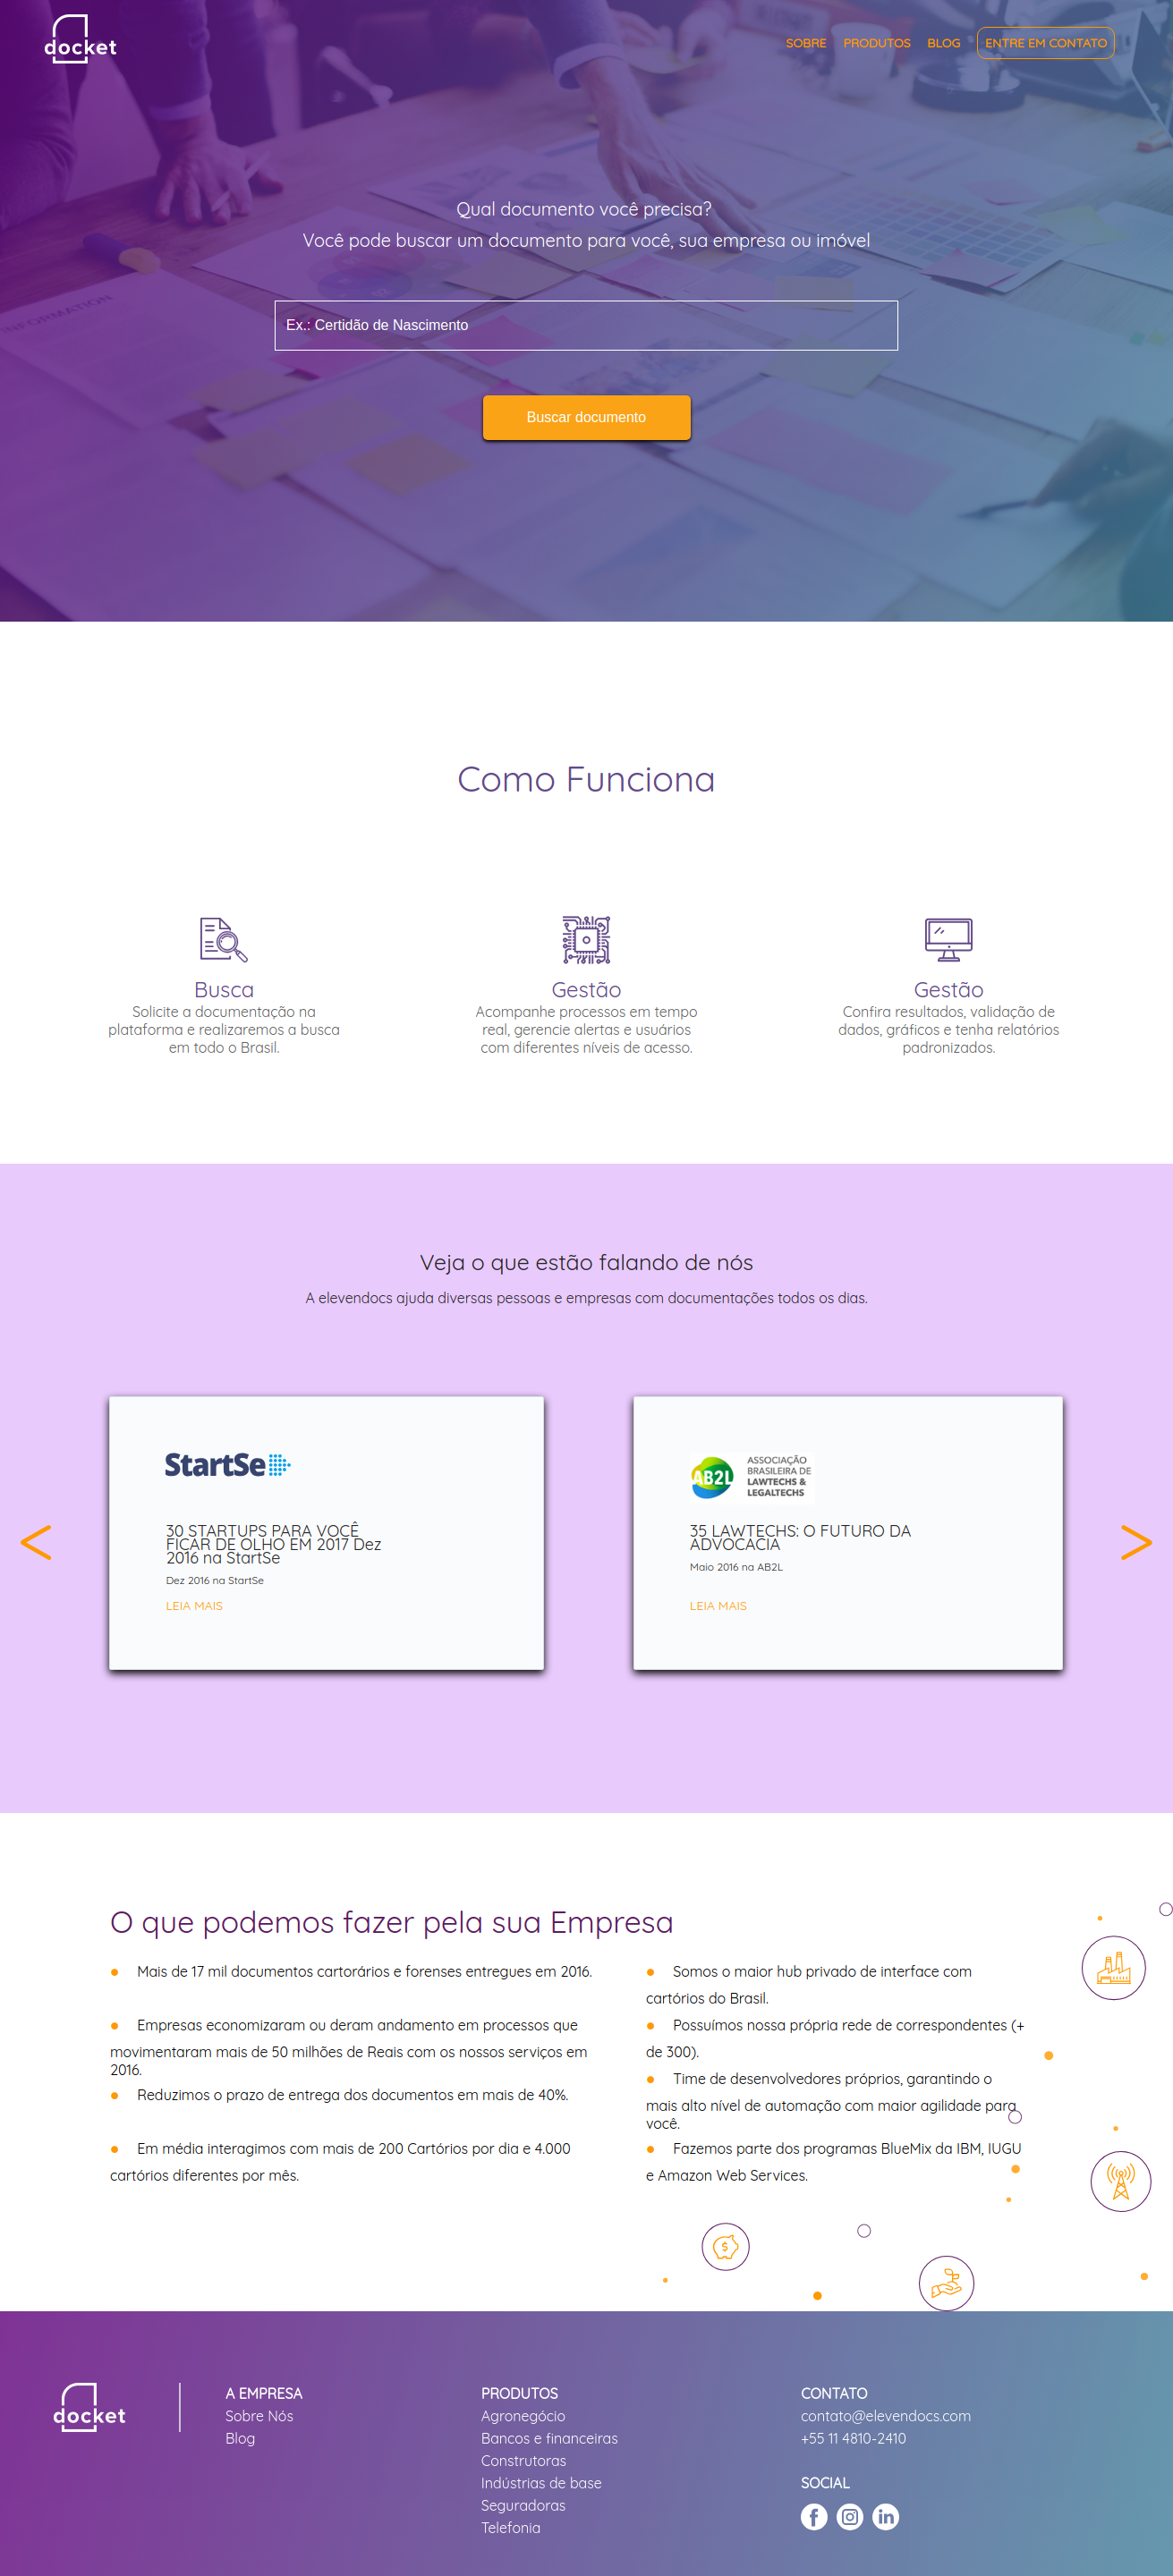 docket
SOBRE PRODUTOS BLOG ENTRE EM CONTATO
INFORMATION
Qual documento você precisa?
Você pode buscar um documento para você, sua empresa ou imóvel
Ex.: Certidão de Nascimento
Buscar documento
Como Funciona
Busca
Solicite a documentação na
plataforma e realizaremos a busca
em todo o Brasil.
Gestão
Acompanhe processos em tempo
real, gerencie alertas e usuários
com diferentes níveis de acesso.
Gestão
Confira resultados, validação de
dados, gráficos e tenha relatórios
padronizados.
Veja o que estão falando de nós
A elevendocs ajuda diversas pessoas e empresas com documentações todos os dias.
<
StartSe
30 STARTUPS PARA VOCÊ
FICAR DE OLHO EM 2017 Dez
2016 na StartSe
Dez 2016 na StartSe
LEIA MAIS
AB2L
ASSOCIAÇÃO
BRASILEIRA DE
LAWTECHS &
LEGALTECHS
35 LAWTECHS: O FUTURO DA
ADVOCACIA
Maio 2016 na AB2L
LEIA MAIS
>
O que podemos fazer pela sua Empresa
● Mais de 17 mil documentos cartorários e forenses entregues em 2016.
● Empresas economizaram ou deram andamento em processos que
movimentaram mais de 50 milhões de Reais com os nossos serviços em
2016.
● Reduzimos o prazo de entrega dos documentos em mais de 40%.
● Em média interagimos com mais de 200 Cartórios por dia e 4.000
cartórios diferentes por mês.
● Somos o maior hub privado de interface com
cartórios do Brasil.
● Possuímos nossa própria rede de correspondentes (+
de 300).
● Time de desenvolvedores próprios, garantindo o
mais alto nível de automação com maior agilidade para
você.
● Fazemos parte dos programas BlueMix da IBM, IUGU
e Amazon Web Services.
$
docket
A EMPRESA
Sobre Nós
Blog
PRODUTOS
Agronegócio
Bancos e financeiras
Construtoras
Indústrias de base
Seguradoras
Telefonia
CONTATO
contato@elevendocs.com
+55 11 4810-2410
SOCIAL
f in